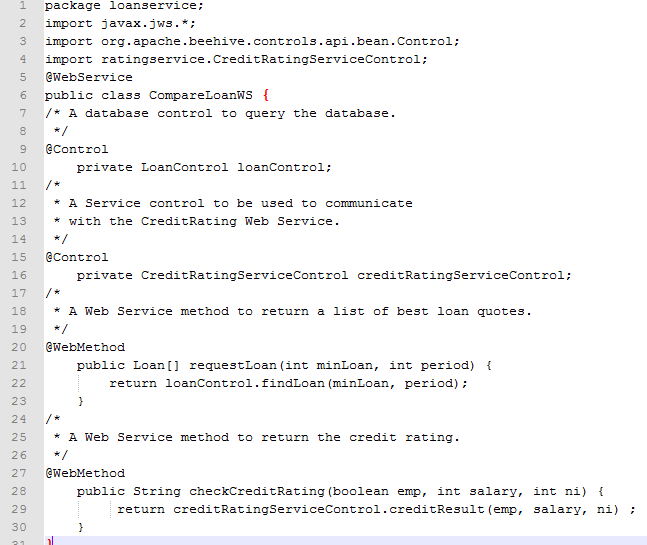 1 package loanservice;
2 import javax.jws.*;
3 import org.apache.beehive.controls.api.bean.Control;
4 import ratingservice.CreditRatingServiceControl;
5 @WebService
6 public class CompareLoanWS {
7 /* A database control to query the database.
8  */
9 @Control
10     private LoanControl loanControl;
11 /*
12  * A Service control to be used to communicate
13  * with the CreditRating Web Service.
14  */
15 @Control
16     private CreditRatingServiceControl creditRatingServiceControl;
17 /*
18  * A Web Service method to return a list of best loan quotes.
19  */
20 @WebMethod
21     public Loan[] requestLoan(int minLoan, int period) {
22         return loanControl.findLoan(minLoan, period);
23     }
24 /*
25  * A Web Service method to return the credit rating.
26  */
27 @WebMethod
28     public String checkCreditRating(boolean emp, int salary, int ni) {
29          return creditRatingServiceControl.creditResult(emp, salary, ni) ;
30     }
31 }